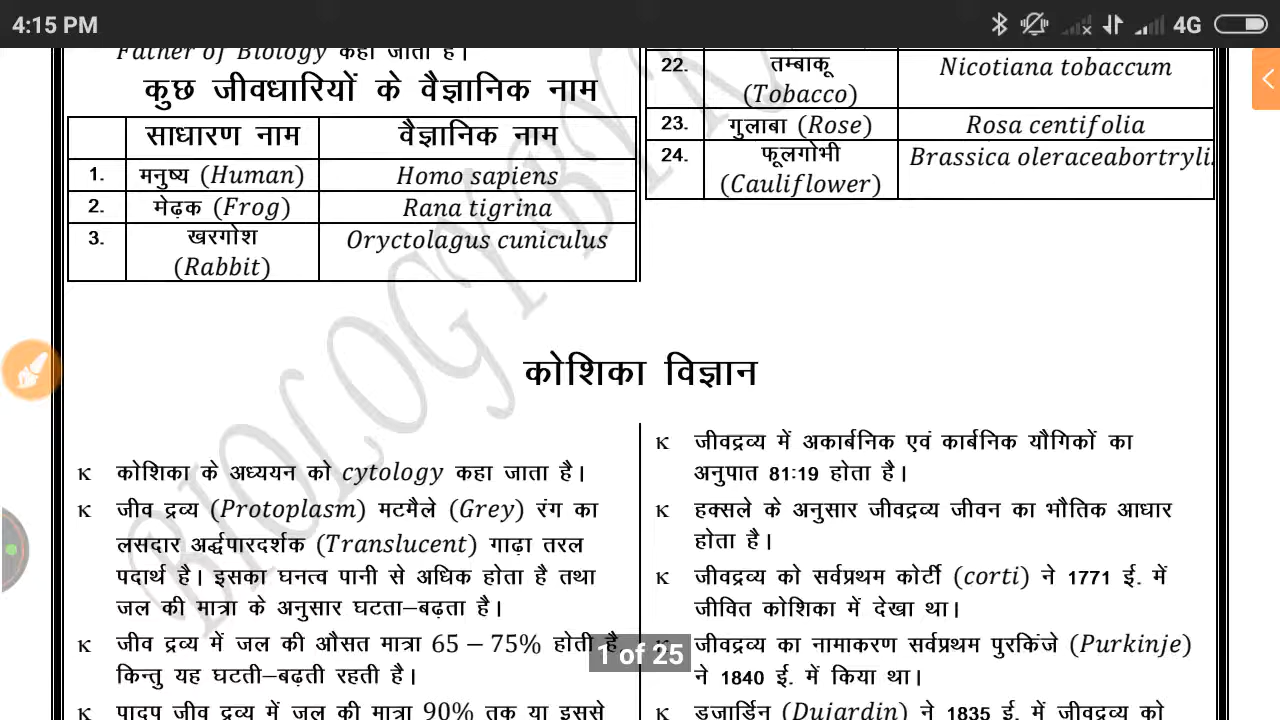 4:15 PM
4G
Father of Biology कहा जाता है।
कुछ जीवधारियों के वैज्ञानिक नाम
साधारण नाम वैज्ञानिक नाम
1. मनुष्य (Human) Homo sapiens
2. मेढ़क (Frog) Rana tigrina
3. खरगोश Oryctolagus cuniculus
(Rabbit)
22. तम्बाकू Nicotiana tobaccum
(Tobacco)
23. गुलाबा (Rose) Rosa centifolia
24. फूलगोभी Brassica oleraceabortryli
(Cauliflower)
कोशिका विज्ञान
κ कोशिका के अध्ययन को cytology कहा जाता है।
κ जीव द्रव्य (Protoplasm) मटमैले (Grey) रंग का
लसदार अर्द्धपारदर्शक (Translucent) गाढ़ा तरल
पदार्थ है। इसका घनत्व पानी से अधिक होता है तथा
जल की मात्रा के अनुसार घटता–बढ़ता है।
κ जीव द्रव्य में जल की औसत मात्रा 65 – 75% होती है,
किन्तु यह घटती–बढ़ती रहती है।
κ पादप जीव द्रव्य में जल की मात्रा 90% तक या इससे
κ जीवद्रव्य में अकार्बनिक एवं कार्बनिक यौगिकों का
अनुपात 81:19 होता है।
κ हक्सले के अनुसार जीवद्रव्य जीवन का भौतिक आधार
होता है।
κ जीवद्रव्य को सर्वप्रथम कोर्टी (corti) ने 1771 ई. में
जीवित कोशिका में देखा था।
κ जीवद्रव्य का नामाकरण सर्वप्रथम पुरकिंजे (Purkinje)
ने 1840 ई. में किया था।
κ डुजार्डिन (Dujardin) ने 1835 ई. में जीवद्रव्य को
1 of 25
BIOLOGY BY